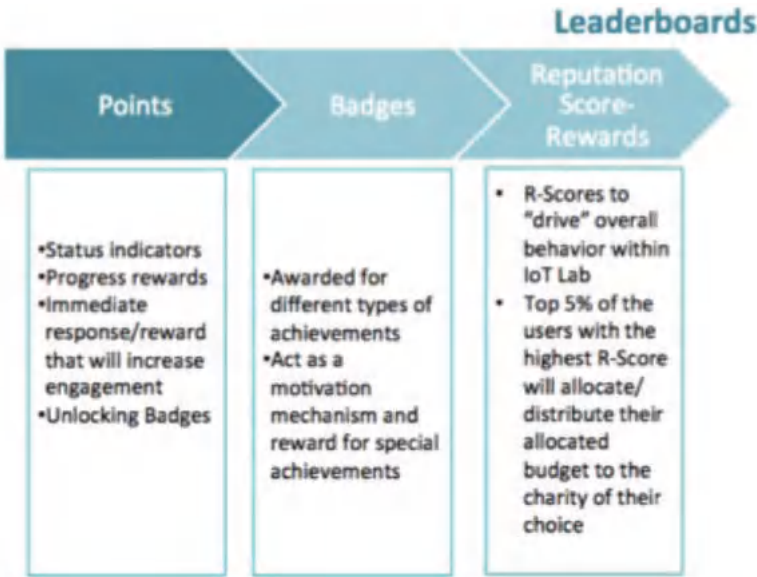 Leaderboards
Points
Badges
Reputation
Score-
Rewards
•Status indicators
•Progress rewards
•Immediate
response/reward
that will increase
engagement
•Unlocking Badges
•Awarded for
different types of
achievements
•Act as a
motivation
mechanism and
reward for special
achievements
• R-Scores to
"drive" overall
behavior within
IoT Lab
• Top 5% of the
users with the
highest R-Score
will allocate/
distribute their
allocated
budget to the
charity of their
choice